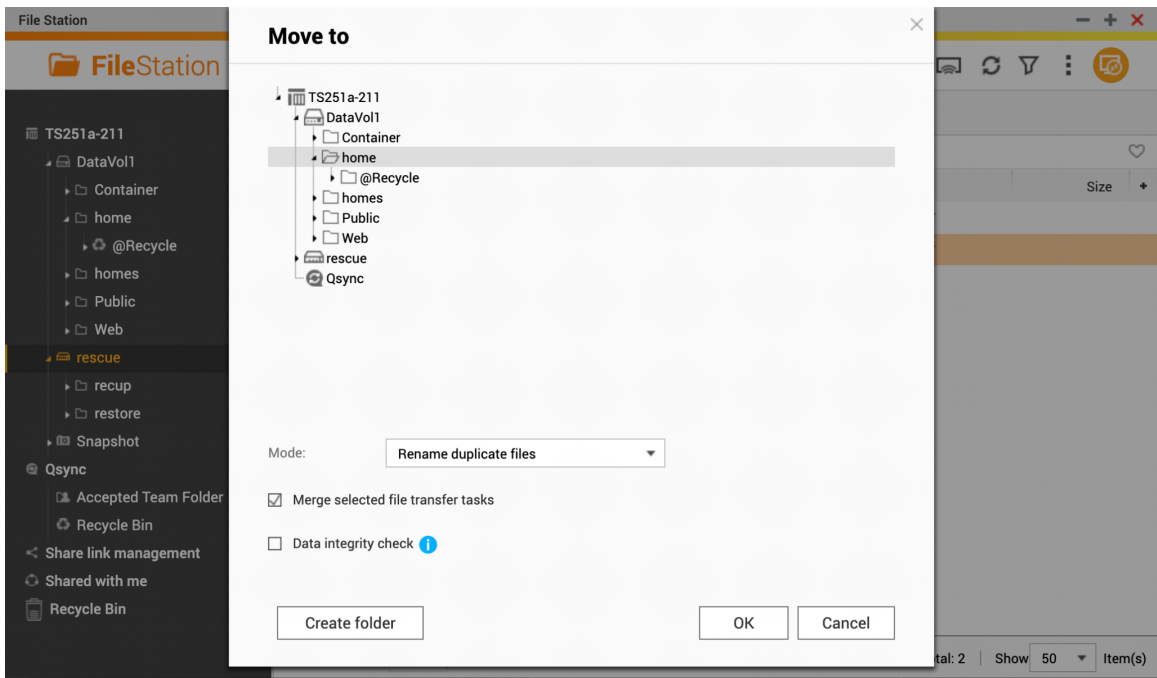 File Station
Move to
FileStation
TS251a-211
DataVol1
Container
home
@Recycle
homes
Public
Web
rescue
recup
restore
Snapshot
Qsync
Accepted Team Folder
Recycle Bin
Share link management
Shared with me
Recycle Bin
TS251a-211
DataVol1
Container
home
@Recycle
homes
Public
Web
rescue
Qsync
Mode: Rename duplicate files
Merge selected file transfer tasks
Data integrity check
Create folder OK Cancel
Size
tal: 2 | Show 50 Item(s)